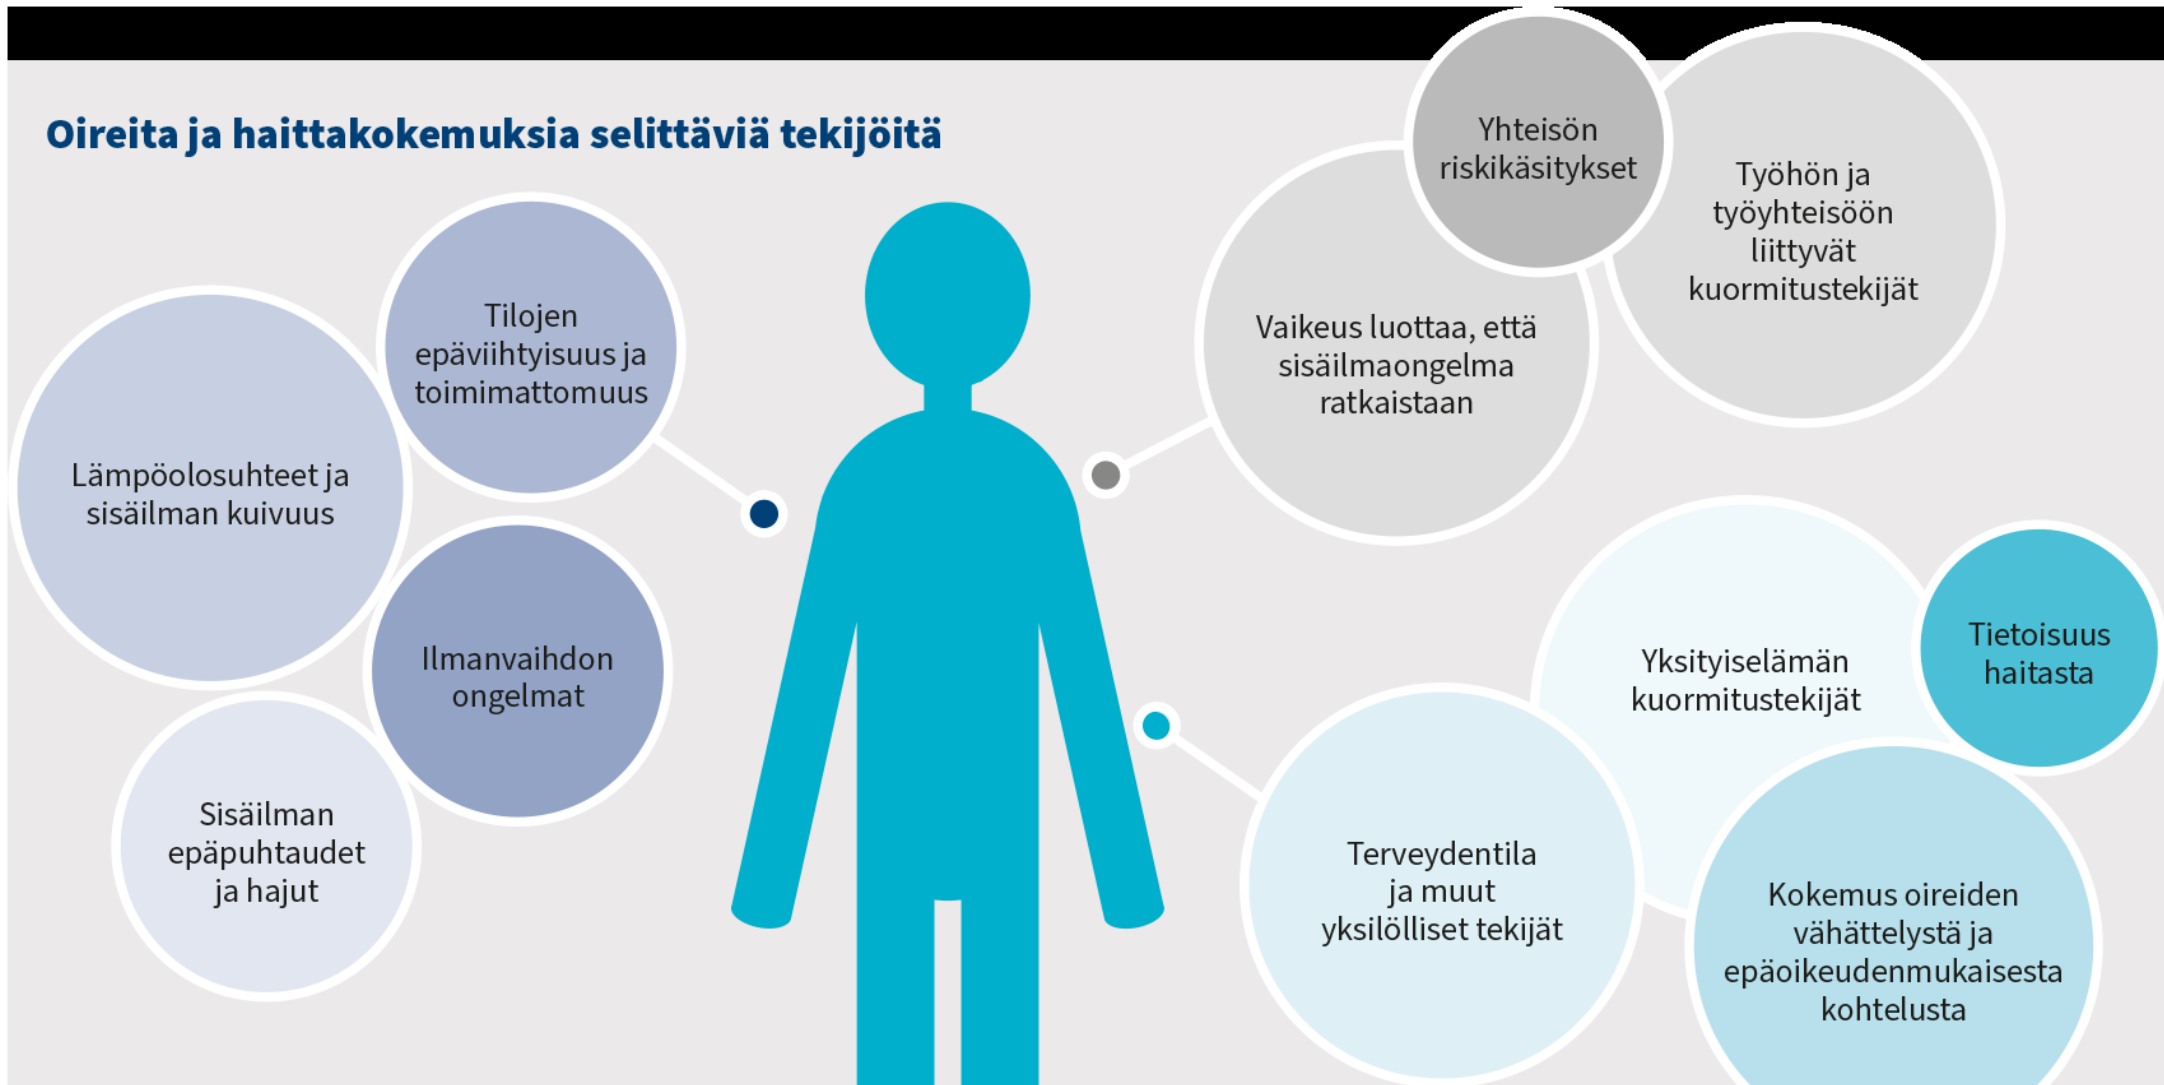 Oireita ja haittakokemuksia selittäviä tekijöitä
Tilojen
epäviihtyisuus ja
toimimattomuus
Lämpöolosuhteet ja
sisäilman kuivuus
Ilmanvaihdon
ongelmat
Sisäilman
epäpuhtaudet
ja hajut
Yhteisön
riskikäsitykset
Työhön ja
työyhteisöön
liittyvät
kuormitustekijät
Vaikeus luottaa, että
sisäilmaongelma
ratkaistaan
Yksityiselämän
kuormitustekijät
Tietoisuus
haitasta
Terveydentila
ja muut
yksilölliset tekijät
Kokemus oireiden
vähättelystä ja
epäoikeudenmukaisesta
kohtelusta